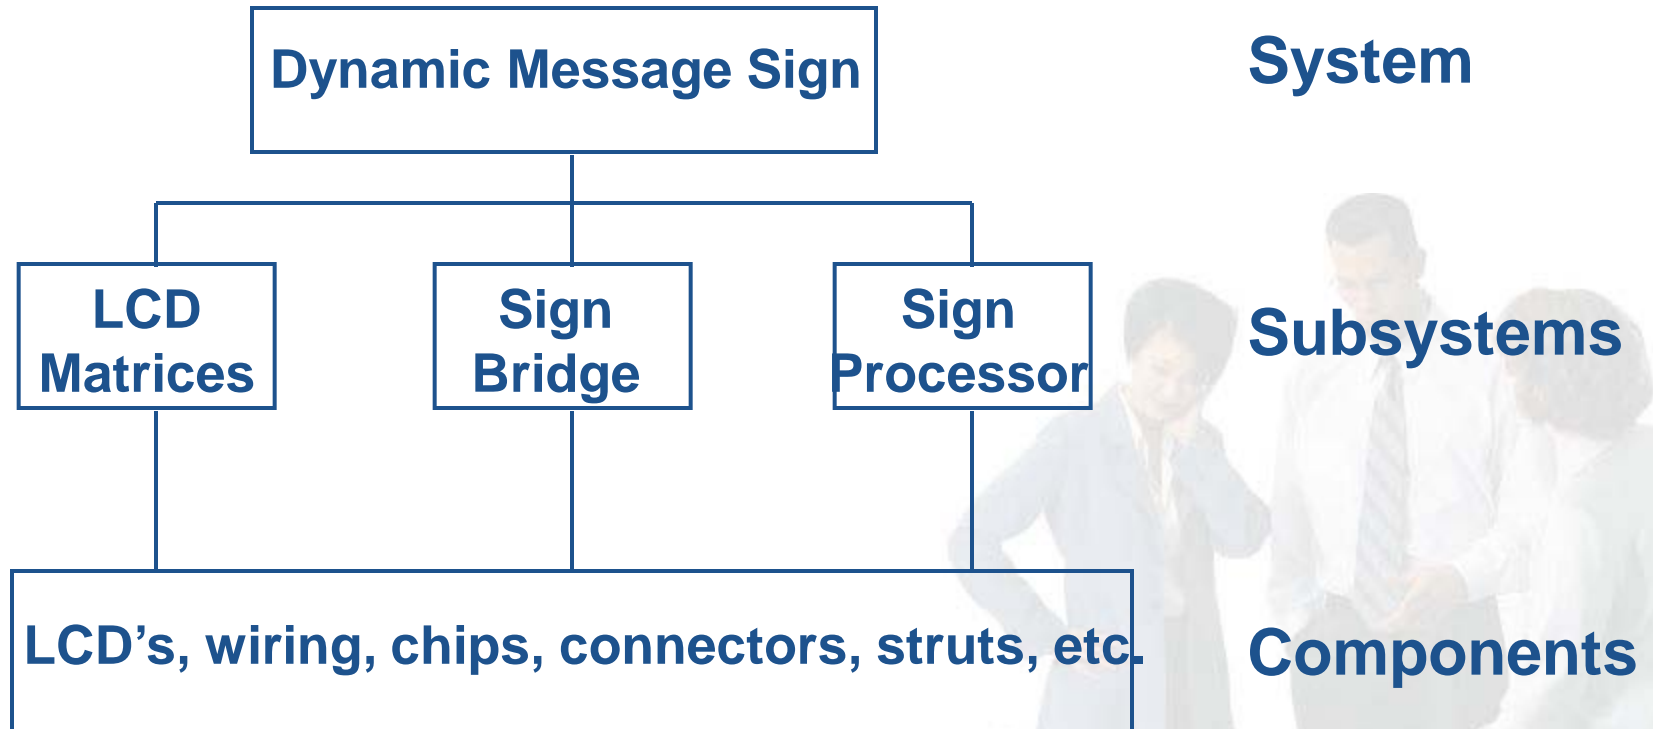 Dynamic Message Sign
System
LCD
Matrices
Sign
Bridge
Sign
Processor
Subsystems
LCD’s, wiring, chips, connectors, struts, etc.
Components